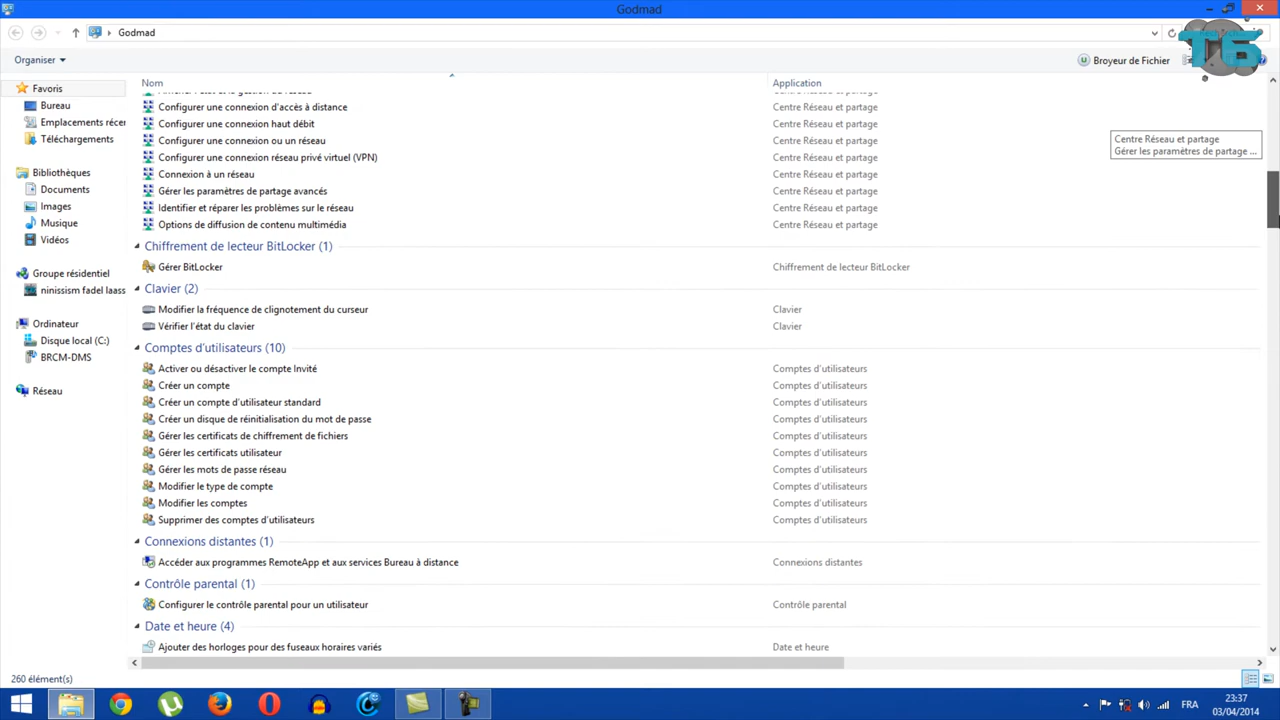 Godmad
Godmad
T6
Organiser
Broyeur de Fichier
Favoris
Bureau
Emplacements récer
Téléchargements
Bibliothèques
Documents
Images
Musique
Vidéos
Groupe résidentiel
ninissism fadel laass
Ordinateur
Disque local (C:)
BRCM-DMS
Réseau
Nom Application
Centre Réseau et partage
Configurer une connexion d'accès à distance Centre Réseau et partage
Configurer une connexion haut débit Centre Réseau et partage
Configurer une connexion ou un réseau Centre Réseau et partage
Configurer une connexion réseau privé virtuel (VPN) Centre Réseau et partage
Connexion à un réseau Centre Réseau et partage
Gérer les paramètres de partage avancés Centre Réseau et partage
Identifier et réparer les problèmes sur le réseau Centre Réseau et partage
Options de diffusion de contenu multimédia Centre Réseau et partage
Centre Réseau et partage
Gérer les paramètres de partage ...
Chiffrement de lecteur BitLocker (1)
Gérer BitLocker Chiffrement de lecteur BitLocker
Clavier (2)
Modifier la fréquence de clignotement du curseur Clavier
Vérifier l'état du clavier Clavier
Comptes d'utilisateurs (10)
Activer ou désactiver le compte Invité Comptes d'utilisateurs
Créer un compte Comptes d'utilisateurs
Créer un compte d'utilisateur standard Comptes d'utilisateurs
Créer un disque de réinitialisation du mot de passe Comptes d'utilisateurs
Gérer les certificats de chiffrement de fichiers Comptes d'utilisateurs
Gérer les certificats utilisateur Comptes d'utilisateurs
Gérer les mots de passe réseau Comptes d'utilisateurs
Modifier le type de compte Comptes d'utilisateurs
Modifier les comptes Comptes d'utilisateurs
Supprimer des comptes d'utilisateurs Comptes d'utilisateurs
Connexions distantes (1)
Accéder aux programmes RemoteApp et aux services Bureau à distance Connexions distantes
Contrôle parental (1)
Configurer le contrôle parental pour un utilisateur Contrôle parental
Date et heure (4)
Ajouter des horloges pour des fuseaux horaires variés Date et heure
260 élément(s)
FRA
23:37
03/04/2014